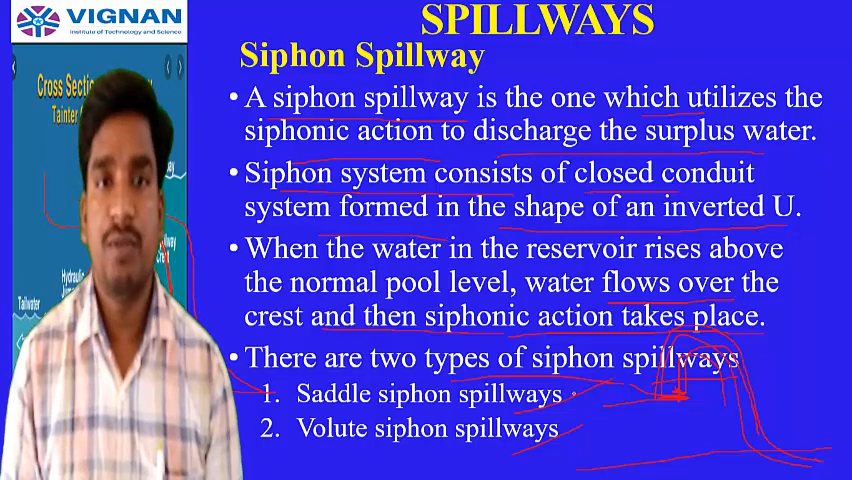 VIGNAN
Institute of Technology and Science
SPILLWAYS
Siphon Spillway
Cross Secti
Tainter
• A siphon spillway is the one which utilizes the
siphonic action to discharge the surplus water.
• Siphon system consists of closed conduit
system formed in the shape of an inverted U.
• When the water in the reservoir rises above
the normal pool level, water flows over the
crest and then siphonic action takes place.
• There are two types of siphon spillways
1. Saddle siphon spillways
2. Volute siphon spillways
Hydraulic
Tailwater
Crest